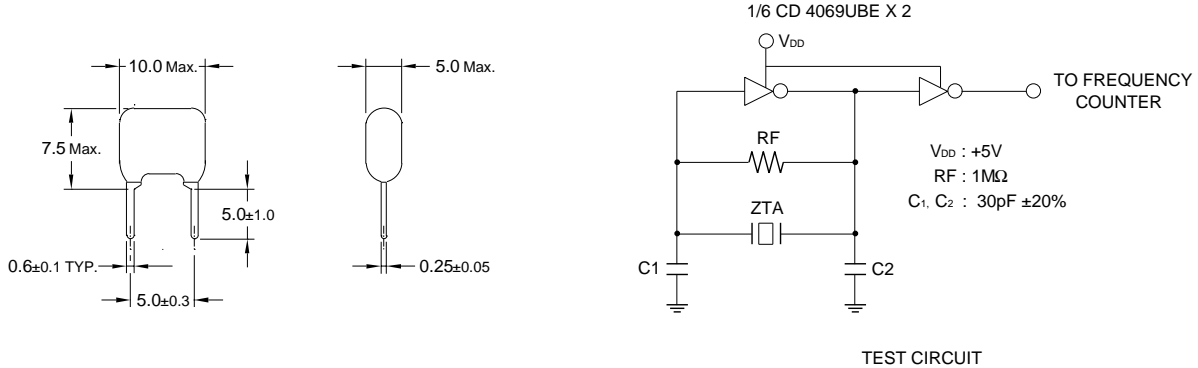 1/6 CD 4069UBE X 2
VDD
10.0 Max.
5.0 Max.
TO FREQUENCY
COUNTER
7.5 Max.
RF
VDD : +5V
RF : 1MΩ
C1, C2 : 30pF ±20%
5.0±1.0
ZTA
0.6±0.1 TYP.
0.25±0.05
C1
C2
5.0±0.3
TEST CIRCUIT